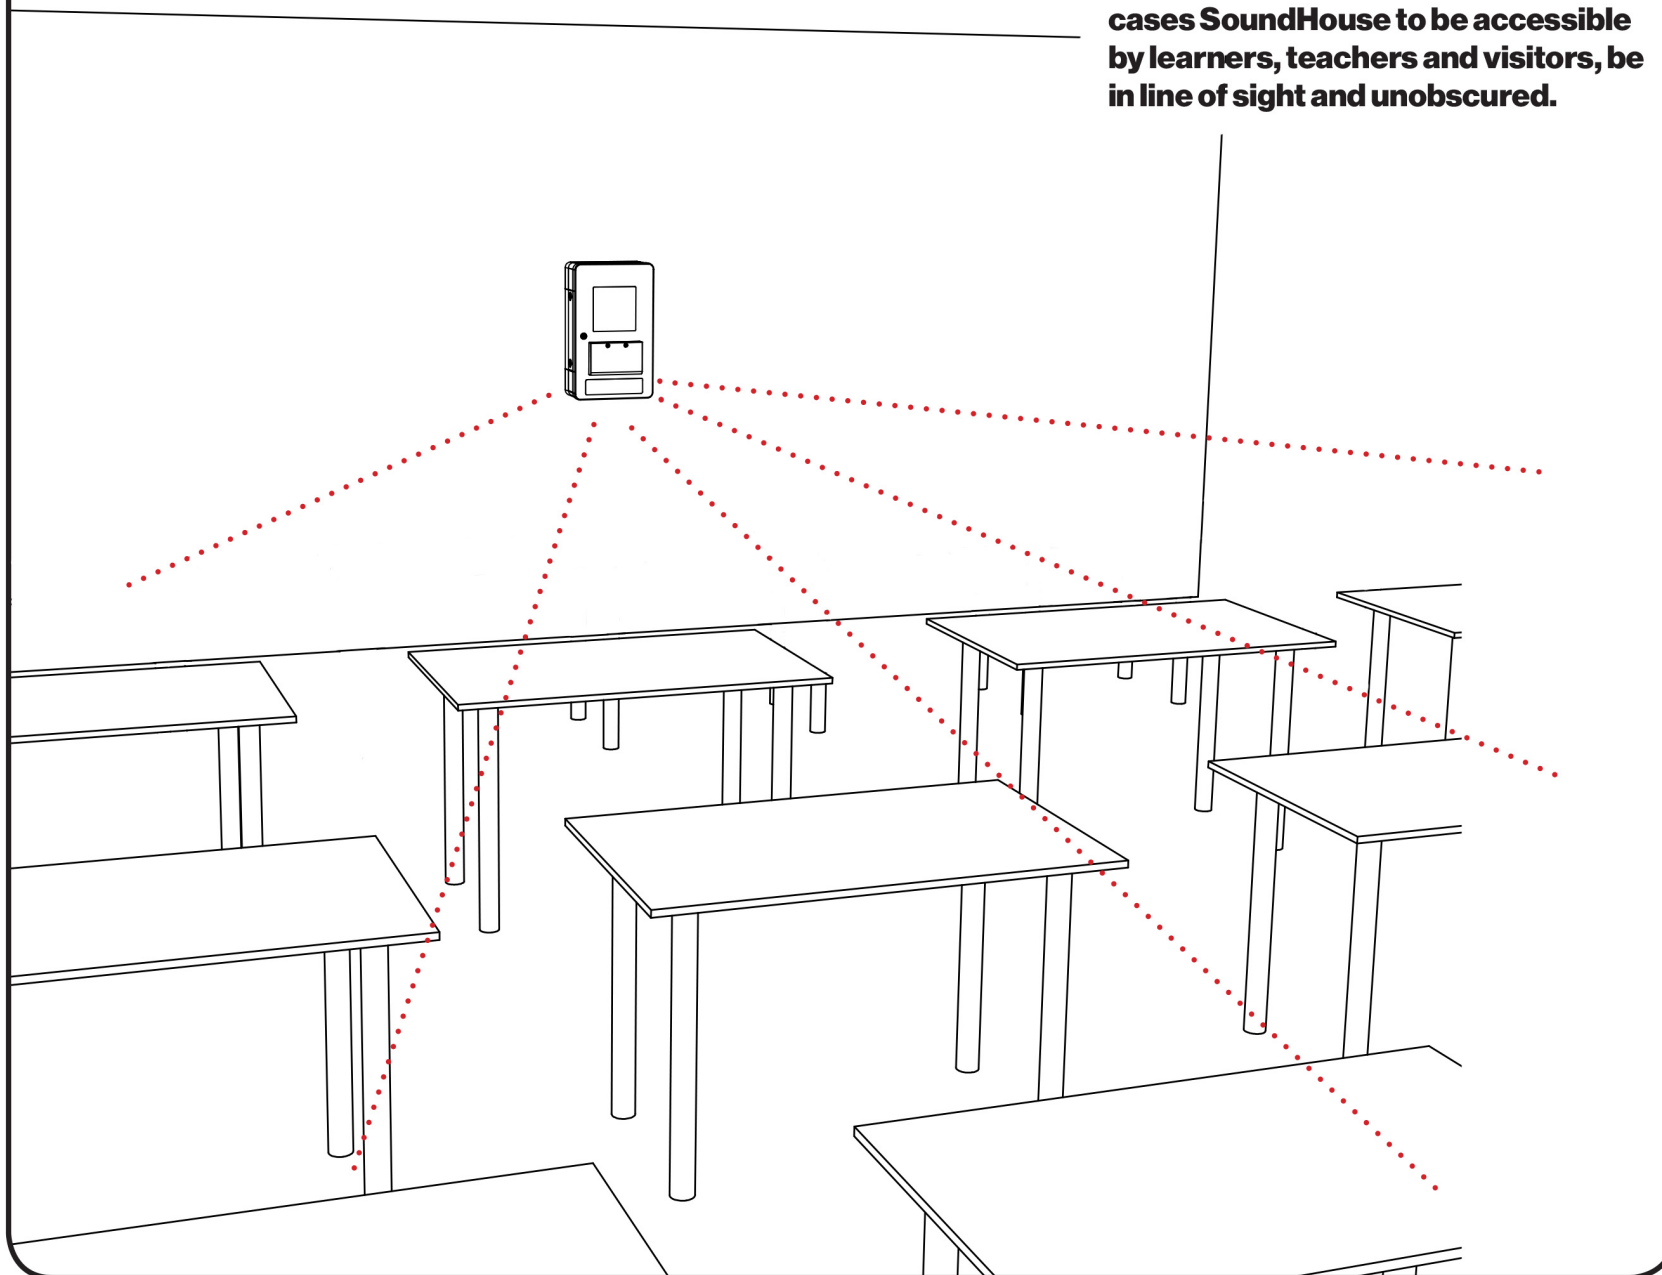 cases SoundHouse to be accessible
by learners, teachers and visitors, be
in line of sight and unobscured.